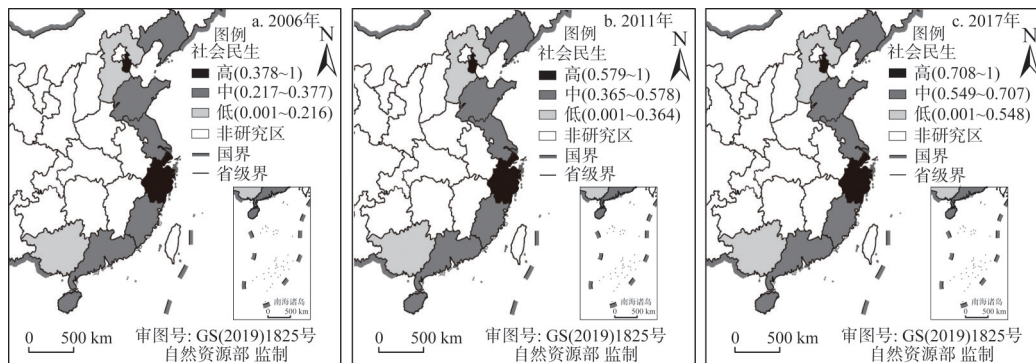 a. 2006年
图例
N
社会民生
高(0.378~1)
中(0.217~0.377)
低(0.001~0.216)
非研究区
国界
省级界
南海诸岛
0 500 km
0 500 km
审图号: GS(2019)1825号
自然资源部 监制
b. 2011年
图例
N
社会民生
高(0.579~1)
中(0.365~0.578)
低(0.001~0.364)
非研究区
国界
省级界
南海诸岛
0 500 km
0 500 km
审图号: GS(2019)1825号
自然资源部 监制
c. 2017年
图例
N
社会民生
高(0.708~1)
中(0.549~0.707)
低(0.001~0.548)
非研究区
国界
省级界
南海诸岛
0 500 km
0 500 km
审图号: GS(2019)1825号
自然资源部 监制